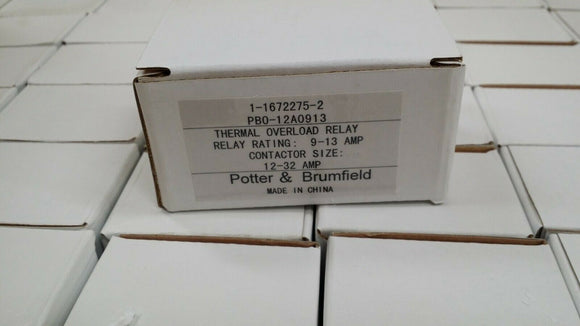 1-1672275-2
PBO-12A0913
THERMAL OVERLOAD RELAY
RELAY RATING: 9-13 AMP
CONTACTOR SIZE:
12-32 AMP
Potter & Brumfield
MADE IN CHINA